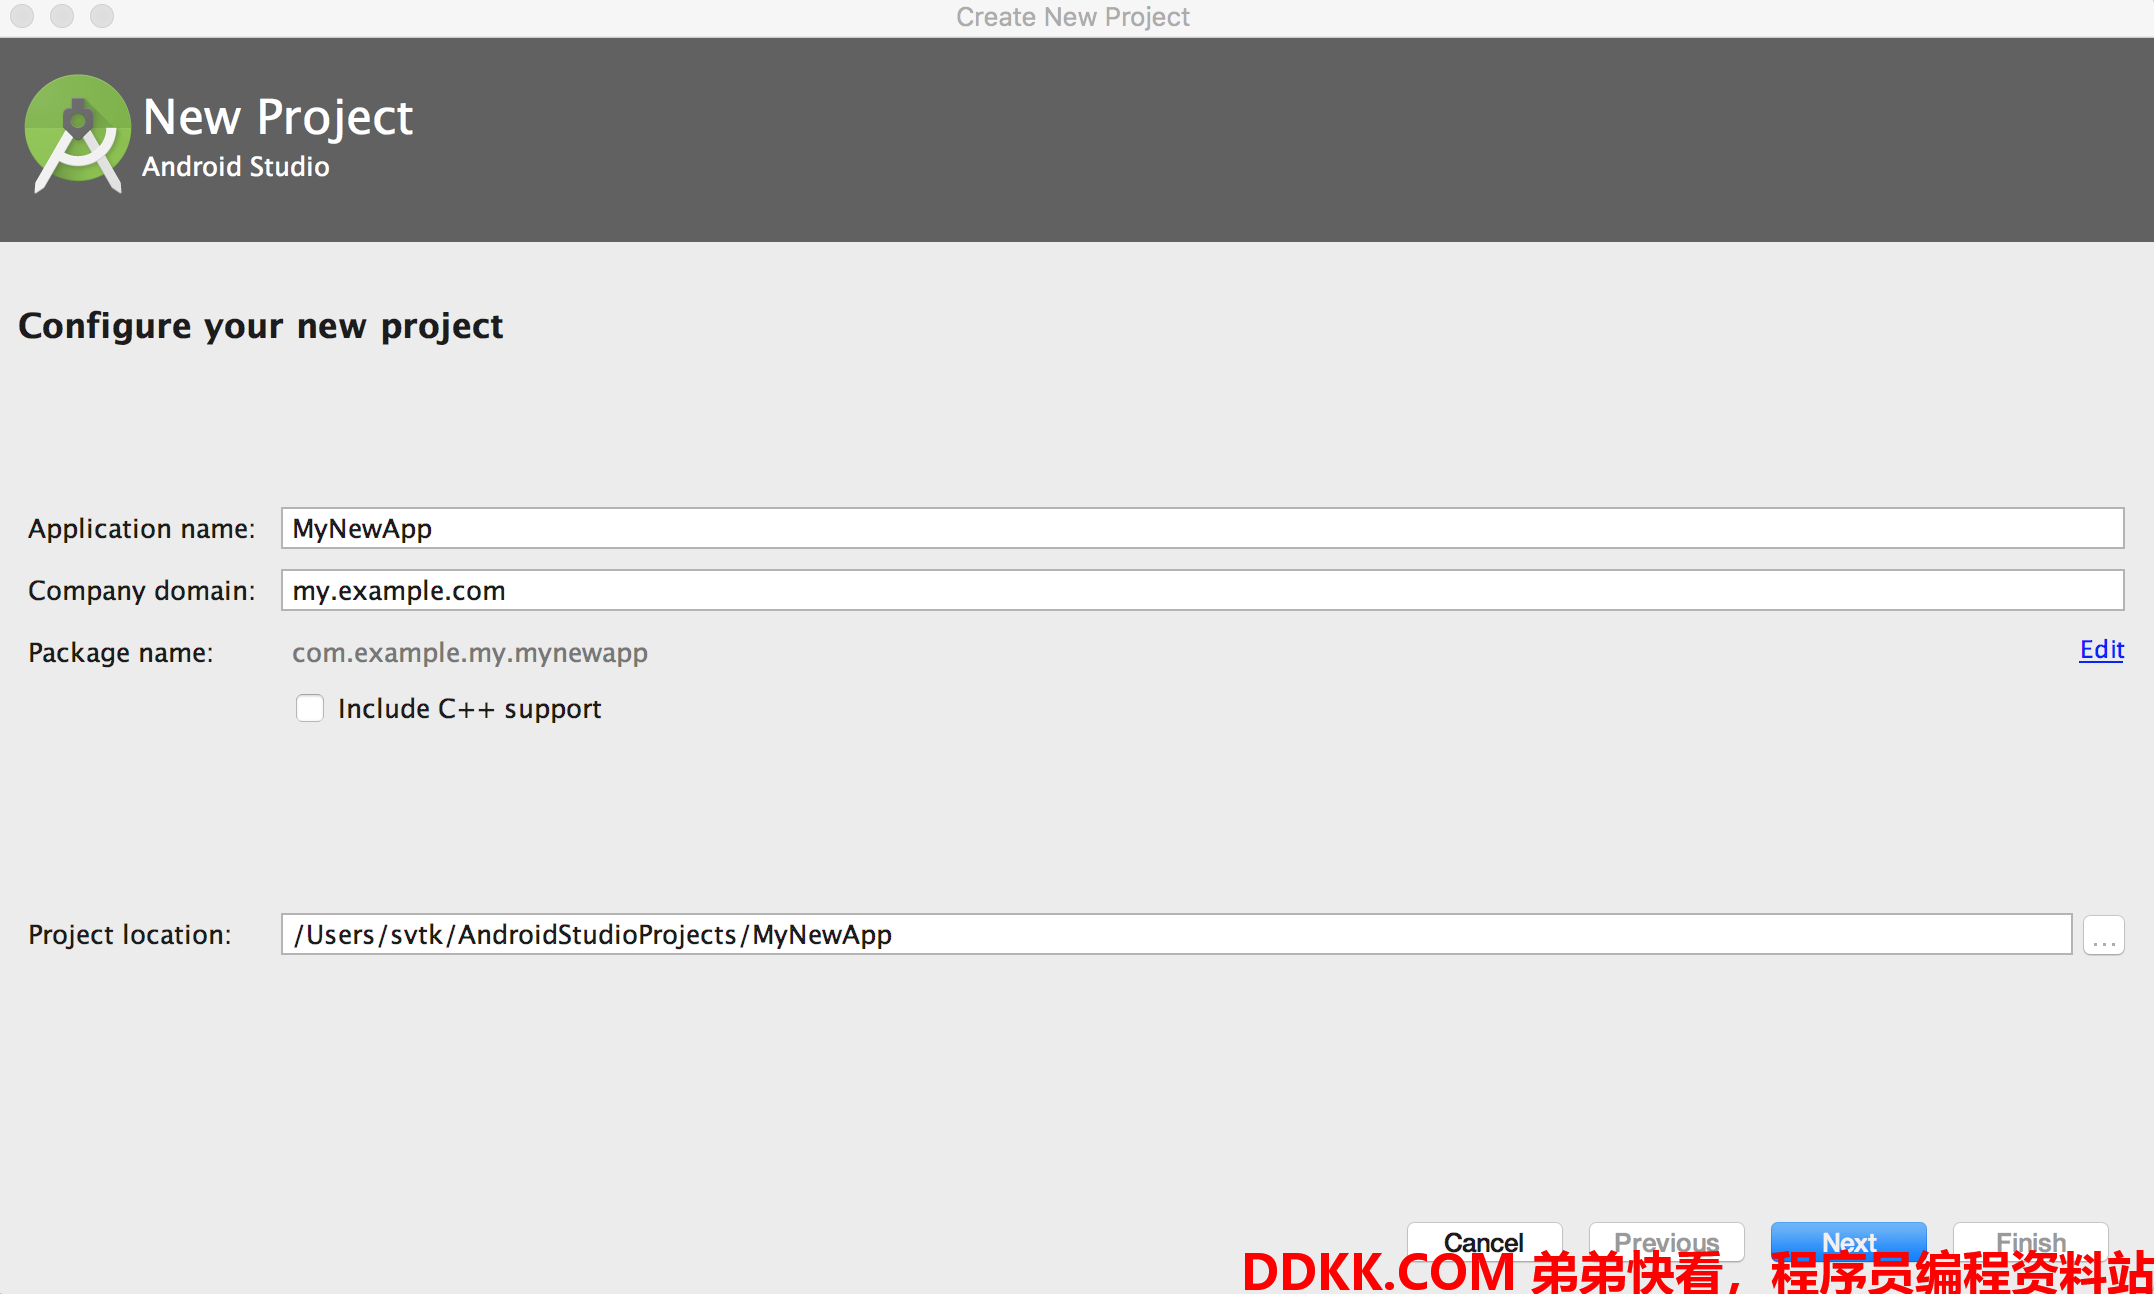 Create New Project
New Project
Android Studio
Configure your new project
Application name: MyNewApp
Company domain: my.example.com
Package name: com.example.my.mynewapp Edit
Include C++ support
Project location: /Users/svtk/AndroidStudioProjects/MyNewApp ...
Cancel Previous Next Finish
DDKK.COM 弟弟快看，程序员编程资料站